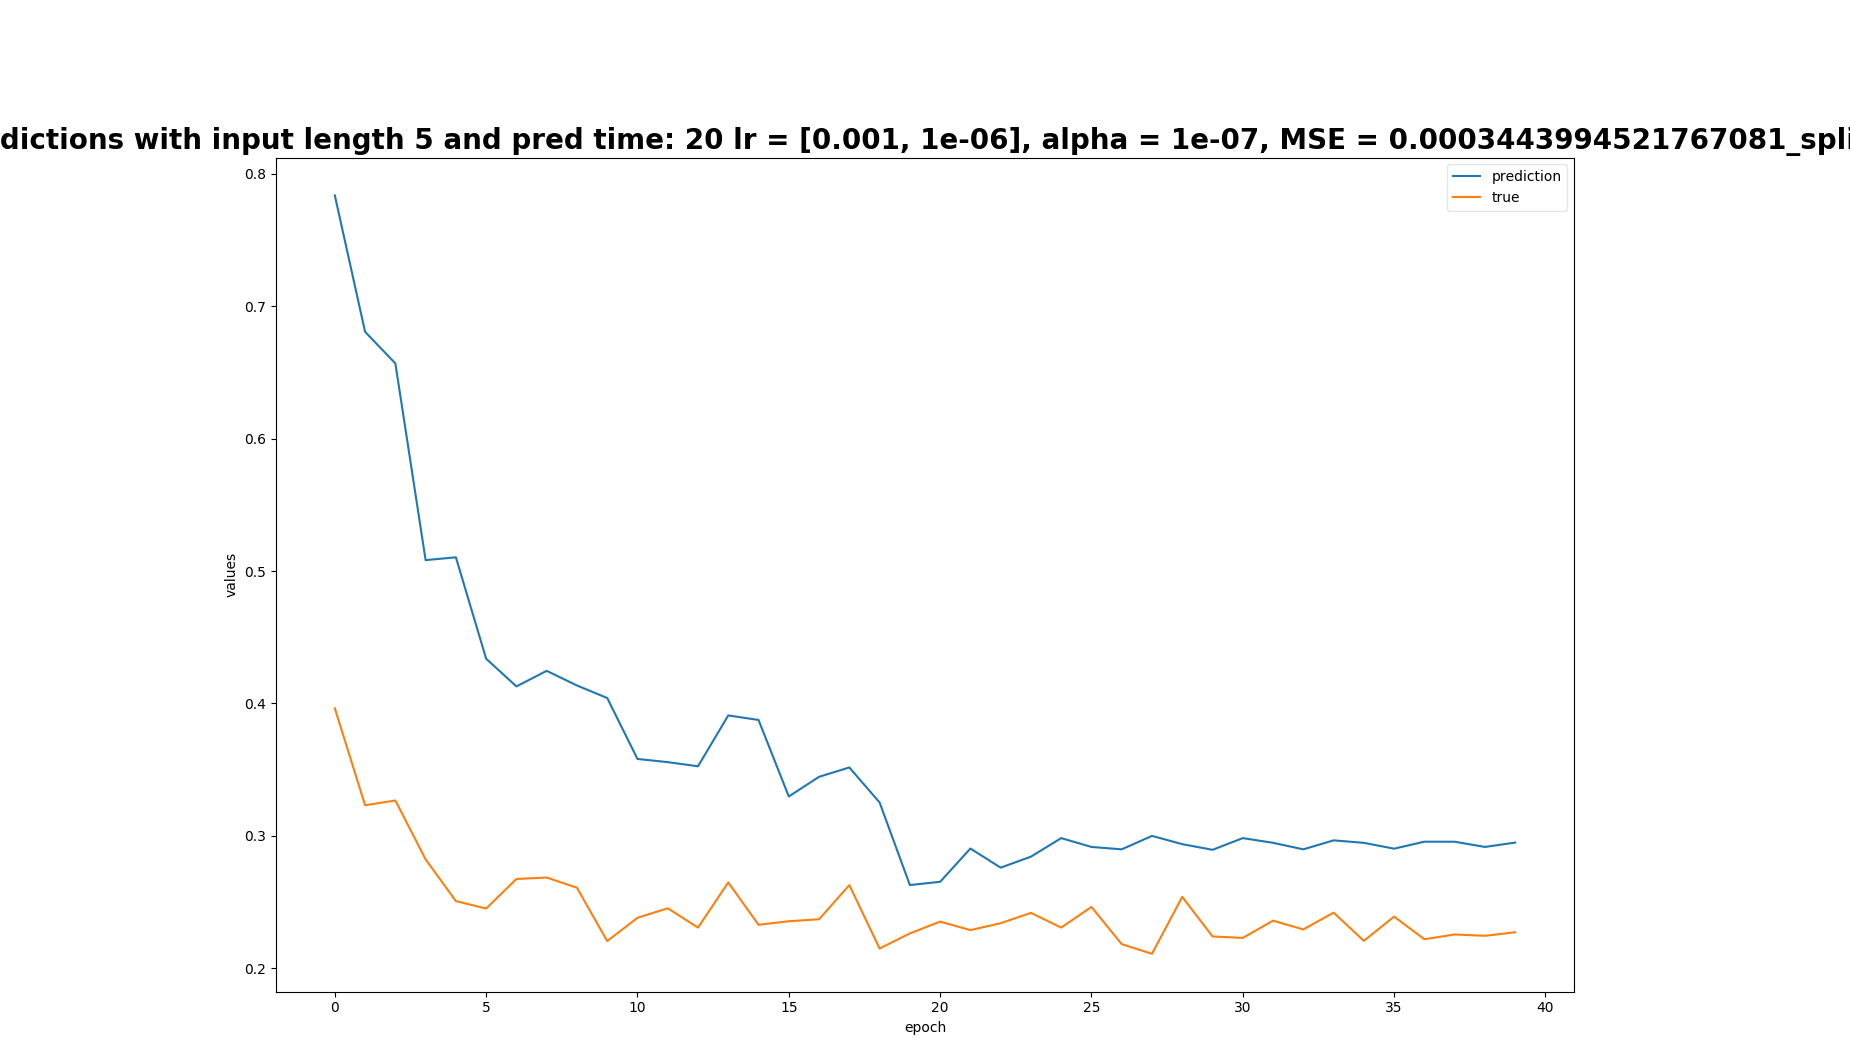 dictions with input length 5 and pred time: 20 lr = [0.001, 1e-06], alpha = 1e-07, MSE = 0.0003443994521767081_spli
prediction
true
0.8
0.7
0.6
0.5
0.4
0.3
0.2
values
0 5 10 15 20 25 30 35 40
epoch